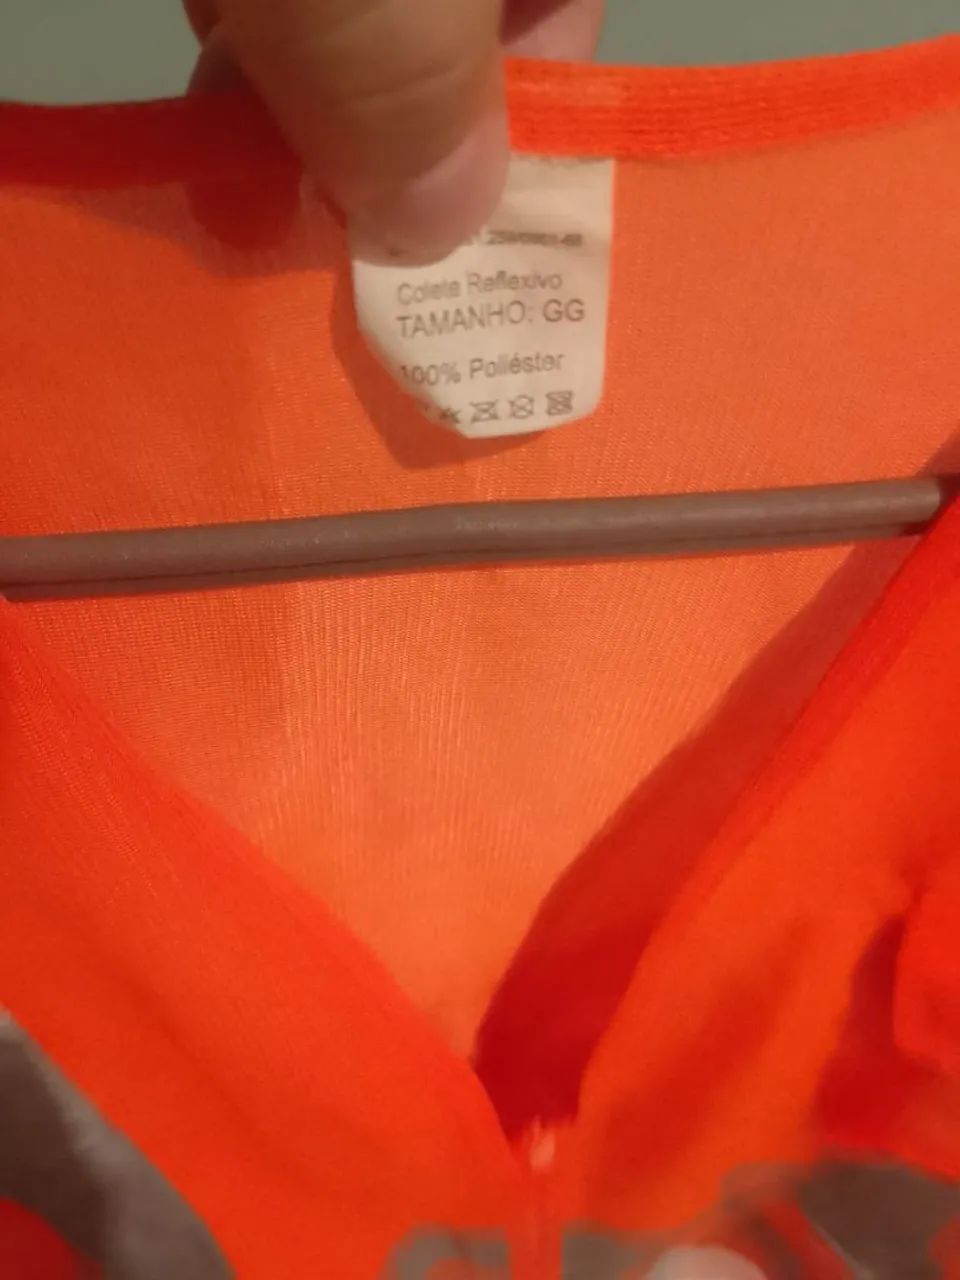 Colete Reflexivo
TAMANHO: GG
100% Poliéster